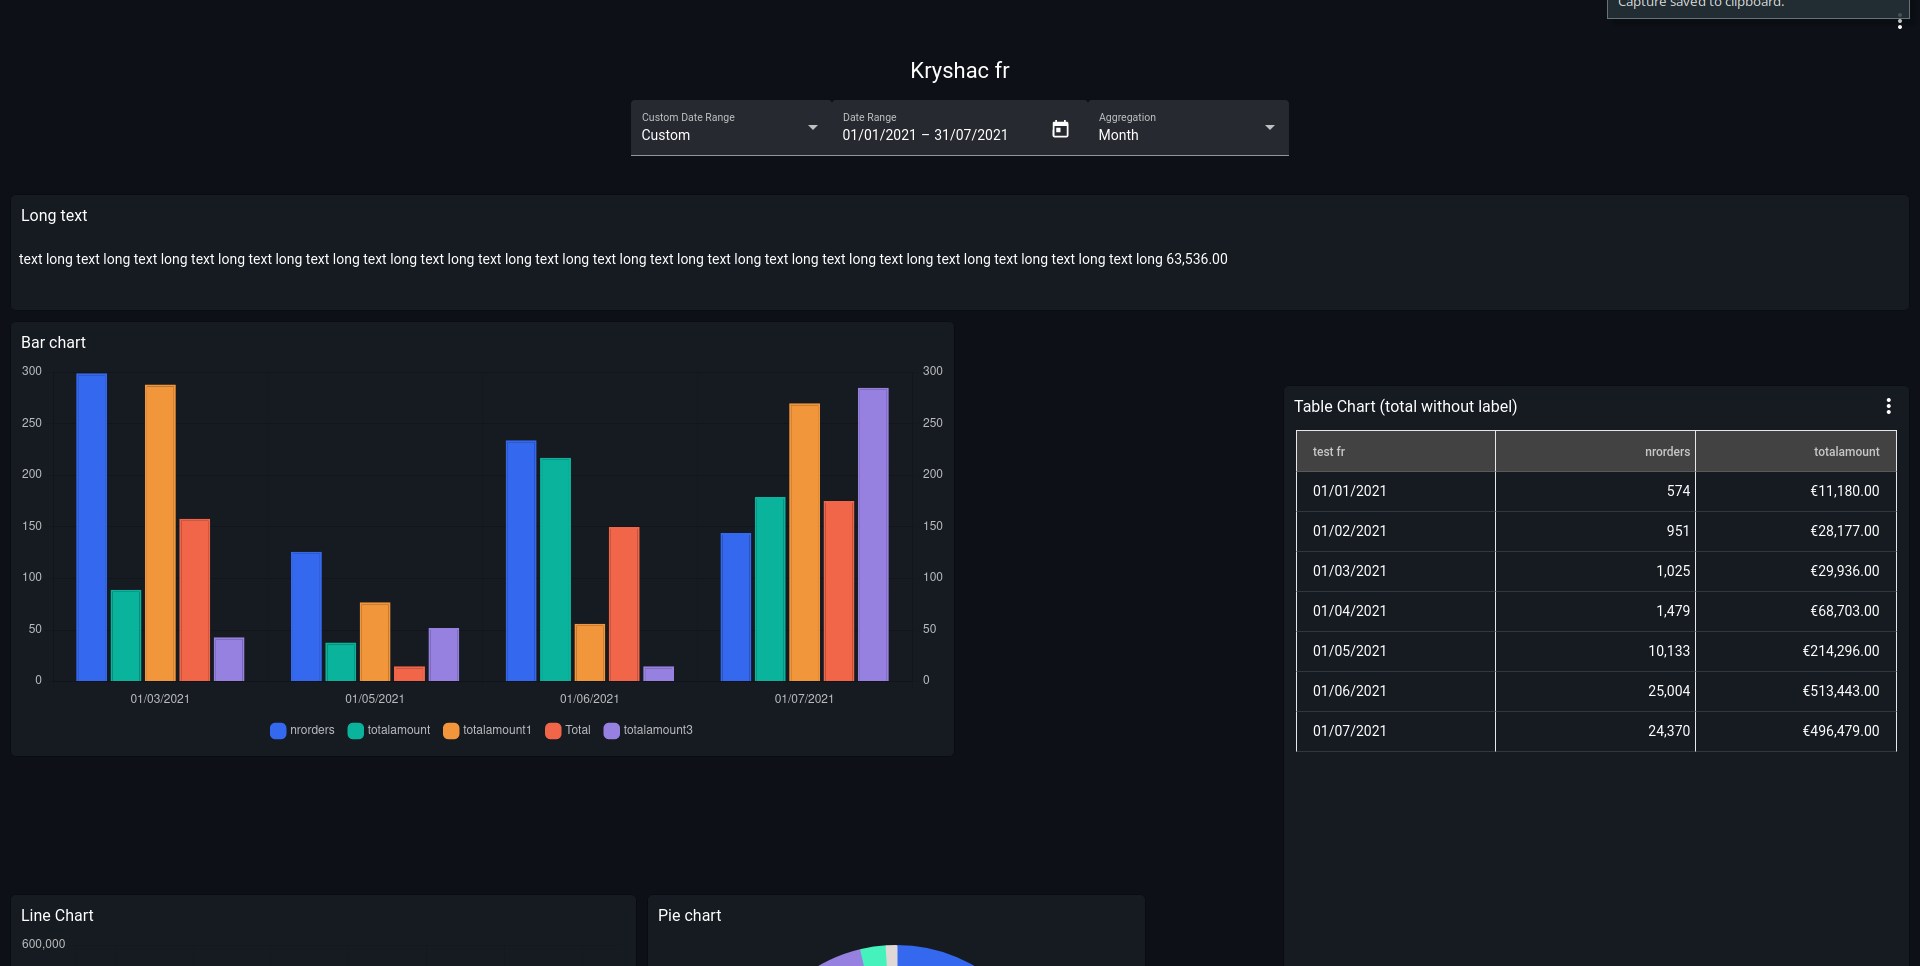 Capture saved to clipboard.
Kryshac fr
Custom Date Range
Custom
Date Range
01/01/2021 – 31/07/2021
Aggregation
Month
Long text
text long text long text long text long text long text long text long text long text long text long text long text long text long text long text long text long text long text long text long text long 63,536.00
Bar chart
300
250
200
150
100
50
0
300
250
200
150
100
50
0
01/03/2021 01/05/2021 01/06/2021 01/07/2021
nrorders totalamount totalamount1 Total totalamount3
Table Chart (total without label)
test fr nrorders totalamount
01/01/2021 574 €11,180.00
01/02/2021 951 €28,177.00
01/03/2021 1,025 €29,936.00
01/04/2021 1,479 €68,703.00
01/05/2021 10,133 €214,296.00
01/06/2021 25,004 €513,443.00
01/07/2021 24,370 €496,479.00
Line Chart
600,000
Pie chart